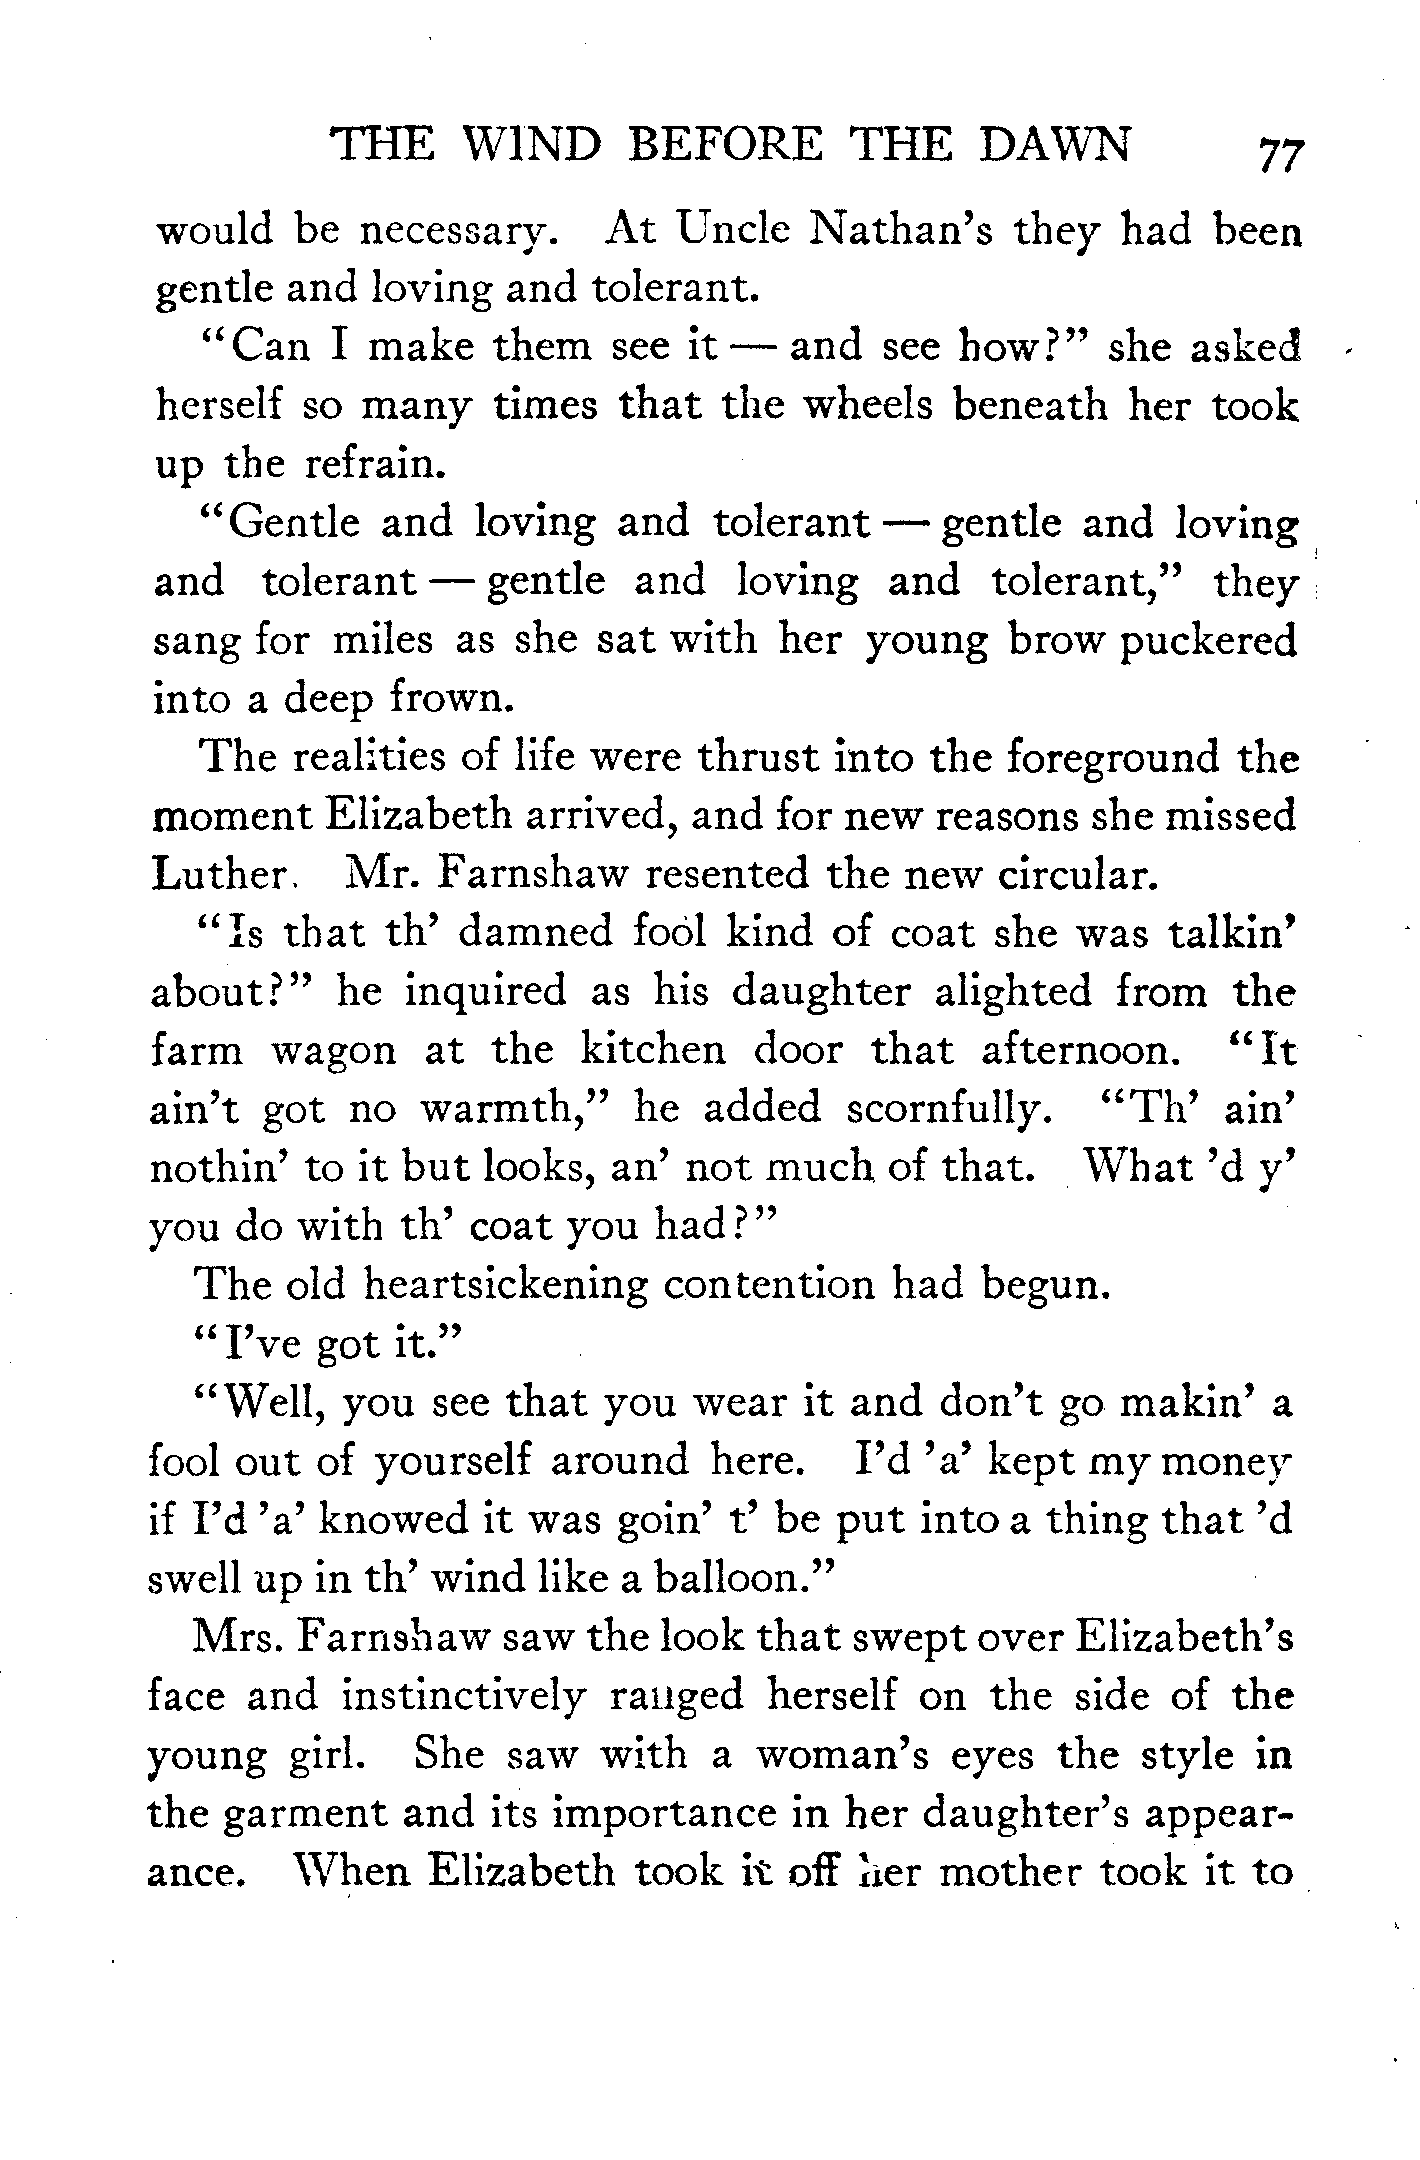 THE WIND BEFORE THE DAWN 77
would be necessary. At Uncle Nathan's they had been
gentle and loving and tolerant.
"Can I make them see it — and see how?" she asked
herself so many times that the wheels beneath her took
up the refrain.
"Gentle and loving and tolerant — gentle and loving
and tolerant — gentle and loving and tolerant," they
sang for miles as she sat with her young brow puckered
into a deep frown.
The realities of life were thrust into the foreground the
moment Elizabeth arrived, and for new reasons she missed
Luther. Mr. Farnshaw resented the new circular.
"Is that th' damned fool kind of coat she was talkin'
about?" he inquired as his daughter alighted from the
farm wagon at the kitchen door that afternoon. "It
ain't got no warmth," he added scornfully. "Th' ain'
nothin' to it but looks, an' not much of that. What 'd y'
you do with th' coat you had?"
The old heartsickening contention had begun.
"I've got it."
"Well, you see that you wear it and don't go makin' a
fool out of yourself around here. I'd 'a' kept my money
if I'd 'a' knowed it was goin' t' be put into a thing that 'd
swell up in th' wind like a balloon."
Mrs. Farnshaw saw the look that swept over Elizabeth's
face and instinctively ranged herself on the side of the
young girl. She saw with a woman's eyes the style in
the garment and its importance in her daughter's appear-
ance. When Elizabeth took it off her mother took it to